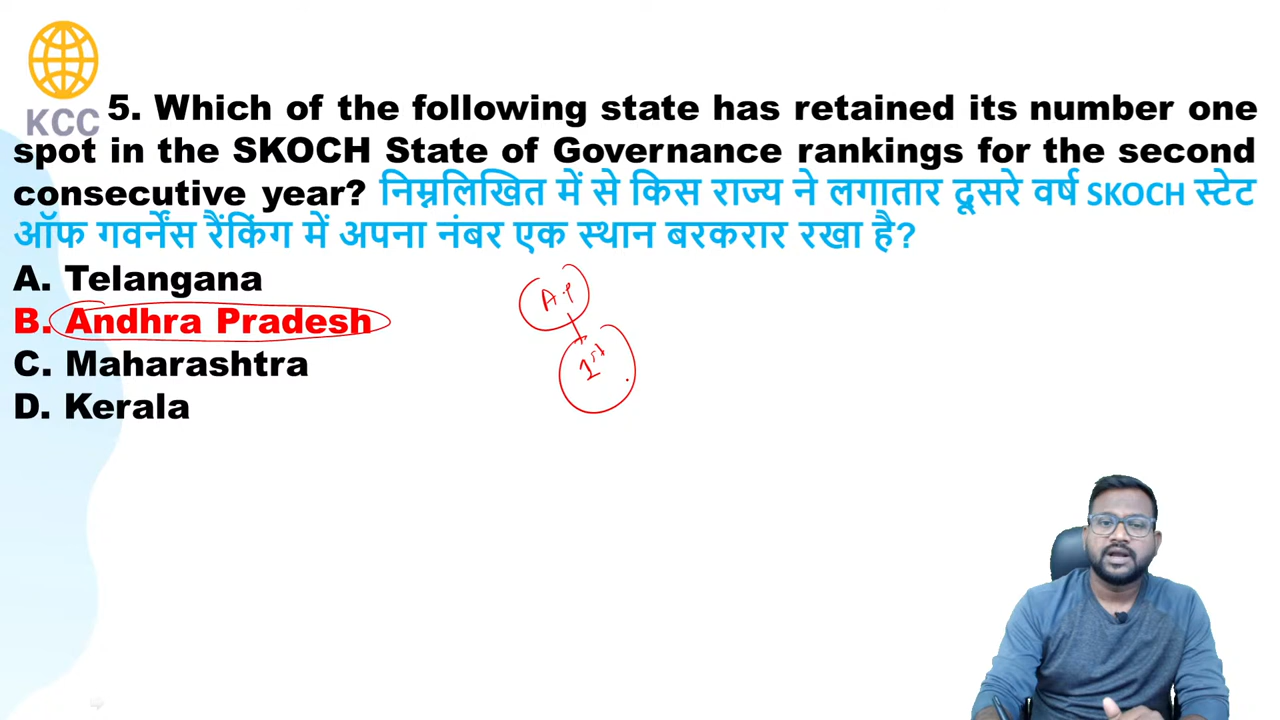 KCC
5. Which of the following state has retained its number one
spot in the SKOCH State of Governance rankings for the second
consecutive year? निम्नलिखित में से किस राज्य ने लगातार दूसरे वर्ष SKOCH स्टेट
ऑफ गवर्नेंस रैंकिंग में अपना नंबर एक स्थान बरकरार रखा है?
A. Telangana
B. Andhra Pradesh
C. Maharashtra
D. Kerala
A.P
1st